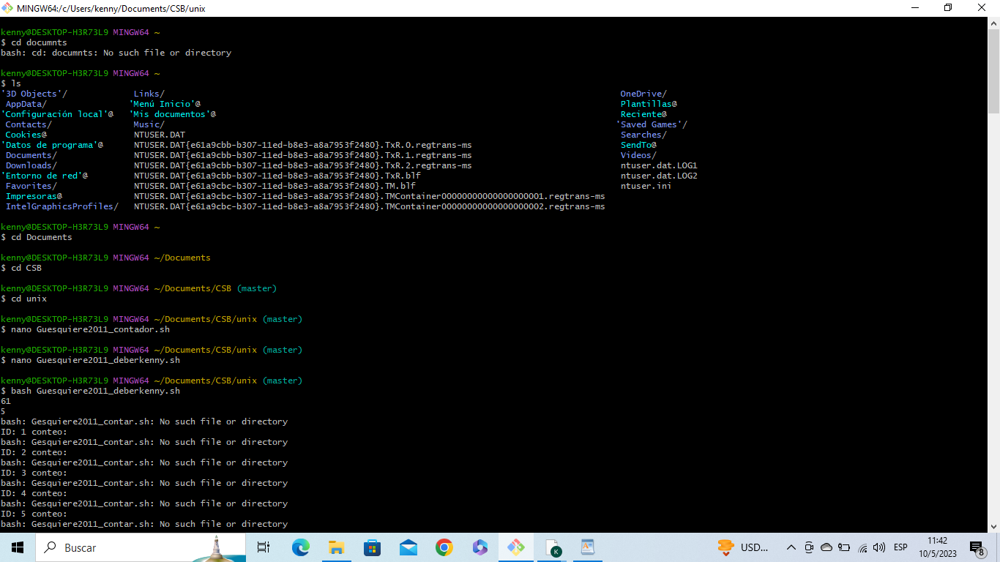 MINGW64:/c/Users/kenny/Documents/CSB/unix
kenny@DESKTOP-H3R73L9 MINGW64 ~
$ cd documnts
bash: cd: documnts: No such file or directory
kenny@DESKTOP-H3R73L9 MINGW64 ~
$ ls
'3D Objects'/ Links/ OneDrive/
AppData/ 'Menú Inicio'@ Plantillas@
'Configuración local'@ 'Mis documentos'@ Reciente@
Contacts/ Music/ 'Saved Games'/
Cookies@ NTUSER.DAT Searches/
'Datos de programa'@ NTUSER.DAT{e61a9cbb-b307-11ed-b8e3-a8a7953f2480}.TxR.0.regtrans-ms SendTo@
Documents/ NTUSER.DAT{e61a9cbb-b307-11ed-b8e3-a8a7953f2480}.TxR.1.regtrans-ms Videos/
Downloads/ NTUSER.DAT{e61a9cbb-b307-11ed-b8e3-a8a7953f2480}.TxR.2.regtrans-ms ntuser.dat.LOG1
'Entorno de red'@ NTUSER.DAT{e61a9cbb-b307-11ed-b8e3-a8a7953f2480}.TxR.blf ntuser.dat.LOG2
Favorites/ NTUSER.DAT{e61a9cbc-b307-11ed-b8e3-a8a7953f2480}.TM.blf ntuser.ini
Impresoras@ NTUSER.DAT{e61a9cbc-b307-11ed-b8e3-a8a7953f2480}.TMContainer00000000000000000001.regtrans-ms
IntelGraphicsProfiles/ NTUSER.DAT{e61a9cbc-b307-11ed-b8e3-a8a7953f2480}.TMContainer00000000000000000002.regtrans-ms
kenny@DESKTOP-H3R73L9 MINGW64 ~
$ cd Documents
kenny@DESKTOP-H3R73L9 MINGW64 ~/Documents
$ cd CSB
kenny@DESKTOP-H3R73L9 MINGW64 ~/Documents/CSB (master)
$ cd unix
kenny@DESKTOP-H3R73L9 MINGW64 ~/Documents/CSB/unix (master)
$ nano Guesquiere2011_contador.sh
kenny@DESKTOP-H3R73L9 MINGW64 ~/Documents/CSB/unix (master)
$ nano Guesquiere2011_deberkenny.sh
kenny@DESKTOP-H3R73L9 MINGW64 ~/Documents/CSB/unix (master)
$ bash Guesquiere2011_deberkenny.sh
61
5
bash: Gesquiere2011_contar.sh: No such file or directory
ID: 1 conteo:
bash: Gesquiere2011_contar.sh: No such file or directory
ID: 2 conteo:
bash: Gesquiere2011_contar.sh: No such file or directory
ID: 3 conteo:
bash: Gesquiere2011_contar.sh: No such file or directory
ID: 4 conteo:
bash: Gesquiere2011_contar.sh: No such file or directory
ID: 5 conteo:
bash: Gesquiere2011_contar.sh: No such file or directory
Buscar
K
USD...
ESP
11:42
10/5/2023
8